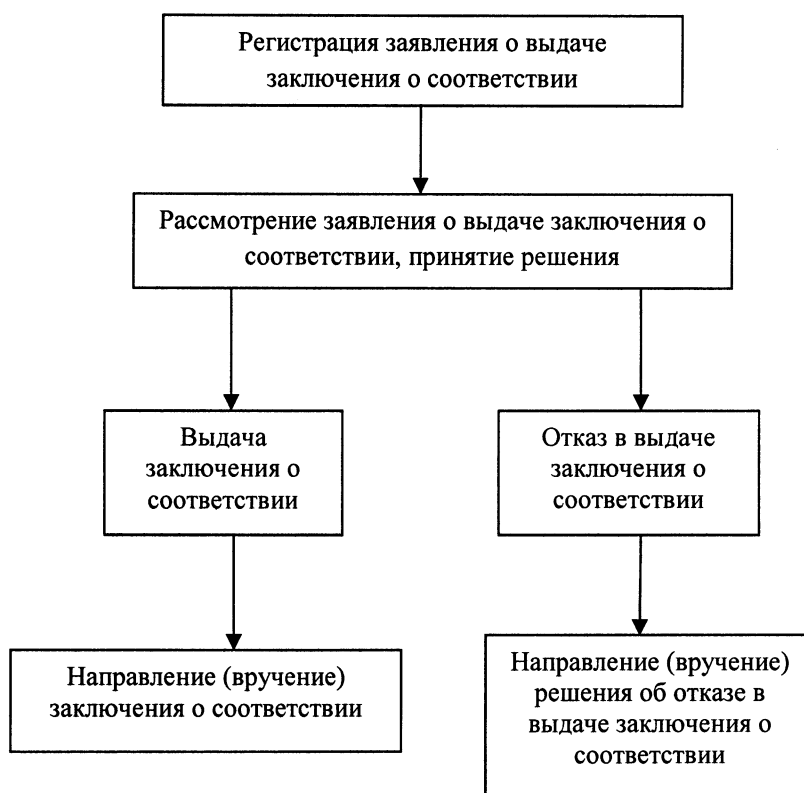 Регистрация заявления о выдаче
заключения о соответствии
Рассмотрение заявления о выдаче заключения о
соответствии, принятие решения
Выдача
заключения о
соответствии
Отказ в выдаче
заключения о
соответствии
Направление (вручение)
заключения о соответствии
Направление (вручение)
решения об отказе в
выдаче заключения о
соответствии